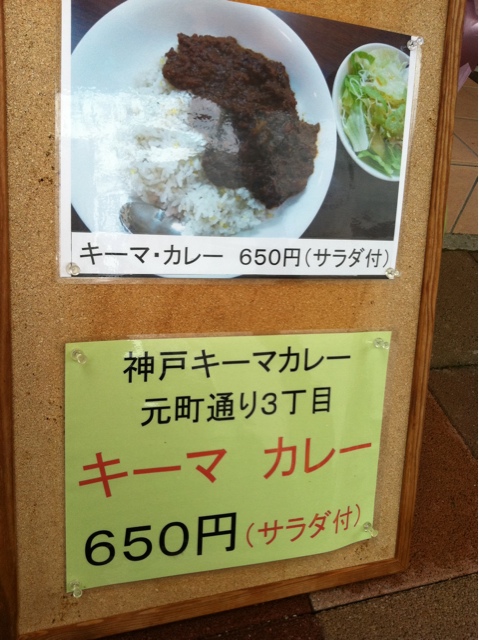 キーマ・カレー 650円(サラダ付)
神戸キーマカレー
元町通り3丁目
キーマ カレー
650円(サラダ付)